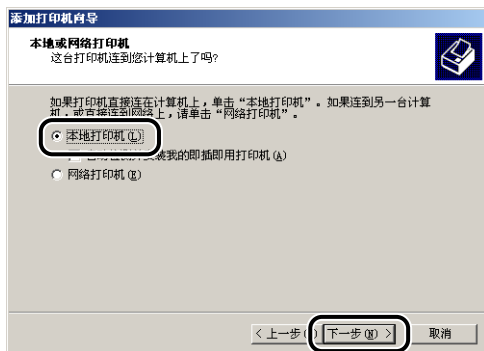 添加打印机向导
本地或网络打印机
这台打印机连到您计算机上了吗?
如果打印机直接连在计算机上，单击“本地打印机”。如果连到另一台计算
机，或直接连到网络上，请单击“网络打印机”。
本地打印机(L)
我的即插即用打印机(A)
网络打印机(E)
< 上一步 下一步(N) > 取消